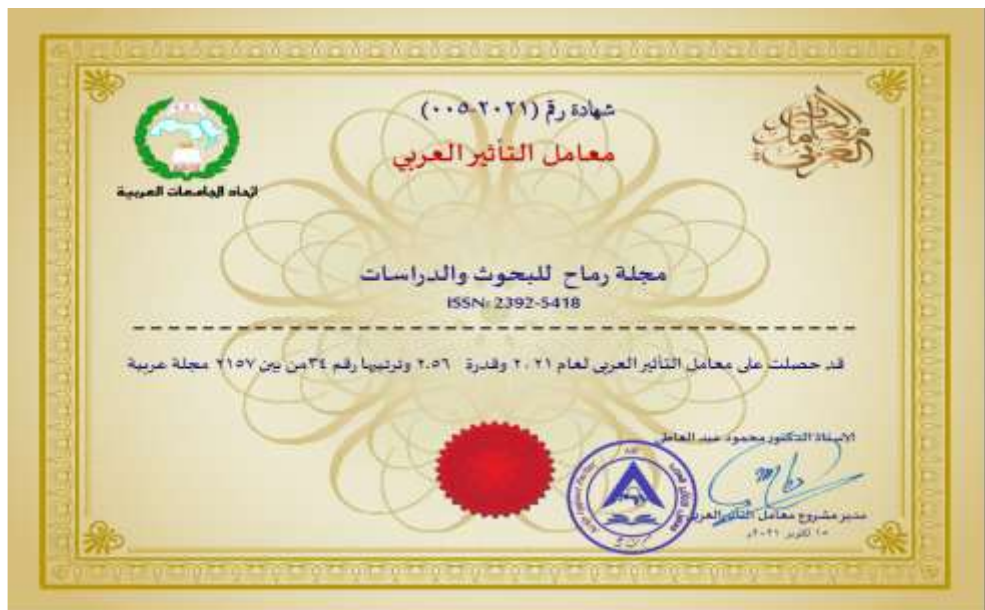 شهادة رقم (٢٠٢١-٠٠٥)
معامل التأثير العربي
اتحاد الجامعات العربية
مجلة رماح للبحوث والدراسات
ISSN: 2392-5418
قد حصلت على معامل التأثير العربي لعام ٢٠٢١ وقدرة ٢.٥٦ وترتيبها رقم ٣٤ من بين ٢١٥٧ مجلة عربية
الاستاذ الدكتور محمود عبد العاطي
مدير مشروع معامل التأثير العربي
١٥ اكتوبر ٢٠٢١م